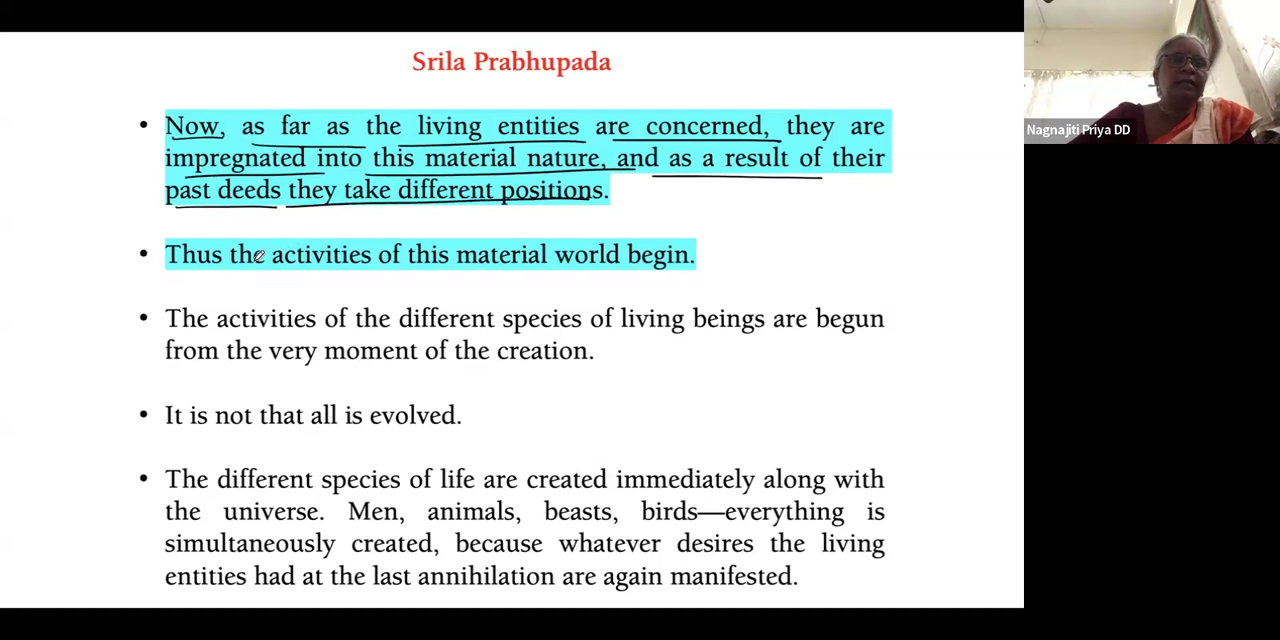 Srila Prabhupada
• Now, as far as the living entities are concerned, they are
impregnated into this material nature, and as a result of their
past deeds they take different positions.
• Thus the activities of this material world begin.
• The activities of the different species of living beings are begun
from the very moment of the creation.
• It is not that all is evolved.
• The different species of life are created immediately along with
the universe. Men, animals, beasts, birds—everything is
simultaneously created, because whatever desires the living
entities had at the last annihilation are again manifested.
Nagnajiti Priya DD